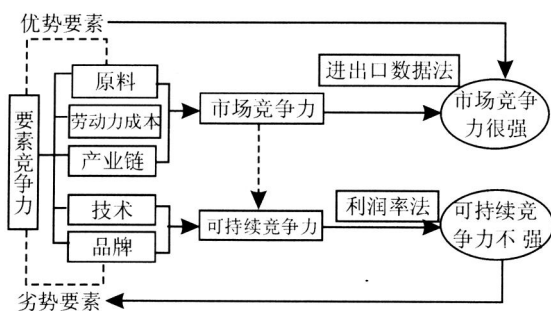 优势要素
原料
劳动力成本
产业链
技术
品牌
要素竞争力
劣势要素
市场竞争力
可持续竞争力
进出口数据法
利润率法
市场竞争
力很强
可持续竞
争力不 强